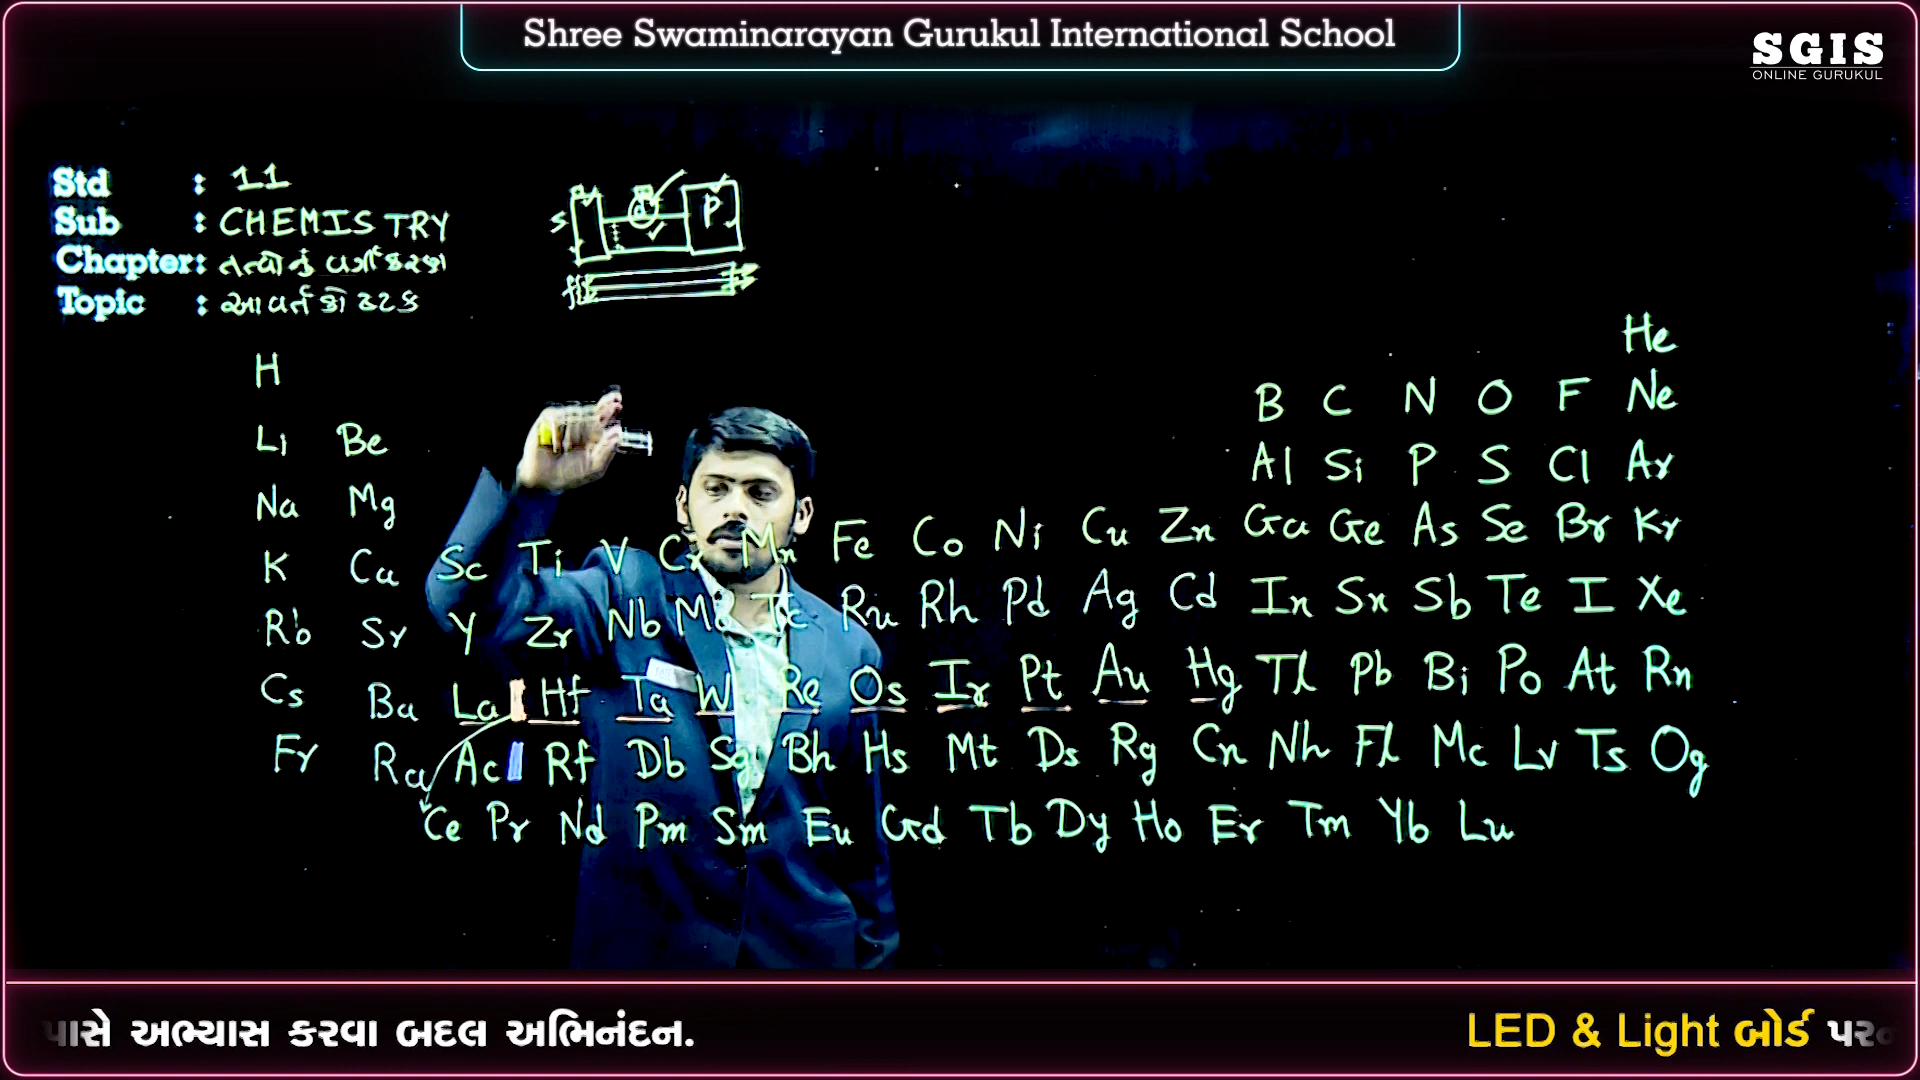 Shree Swaminarayan Gurukul International School
SGIS
ONLINE GURUKUL
Std : 11
Sub : CHEMISTRY
Chapter: તત્વોનું વર્ગીકરણ
Topic : આવર્ત કોષ્ટક
S d P
f
H He
Li Be B C N O F Ne
Na Mg Al Si P S Cl Ar
K Ca Sc Ti V Cr Mn Fe Co Ni Cu Zn Ga Ge As Se Br Kr
Rb Sr Y Zr Nb Mo Tc Ru Rh Pd Ag Cd In Sn Sb Te I Xe
Cs Ba La Hf Ta W Re Os Ir Pt Au Hg Tl Pb Bi Po At Rn
Fr Ra Ac Rf Db Sg Bh Hs Mt Ds Rg Cn Nh Fl Mc Lv Ts Og
Ce Pr Nd Pm Sm Eu Gd Tb Dy Ho Er Tm Yb Lu
પાસે અભ્યાસ કરવા બદલ અભિનંદન. LED & Light બોર્ડ